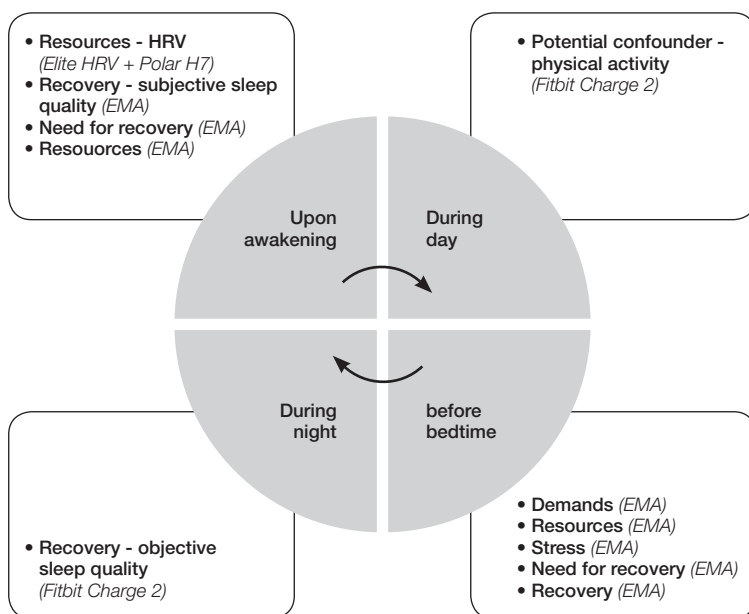 • Resources - HRV
(Elite HRV + Polar H7)
• Recovery - subjective sleep
quality (EMA)
• Need for recovery (EMA)
• Resouorces (EMA)
• Potential confounder -
physical activity
(Fitbit Charge 2)
Upon
awakening
During
day
During
night
before
bedtime
• Recovery - objective
sleep quality
(Fitbit Charge 2)
• Demands (EMA)
• Resources (EMA)
• Stress (EMA)
• Need for recovery (EMA)
• Recovery (EMA)